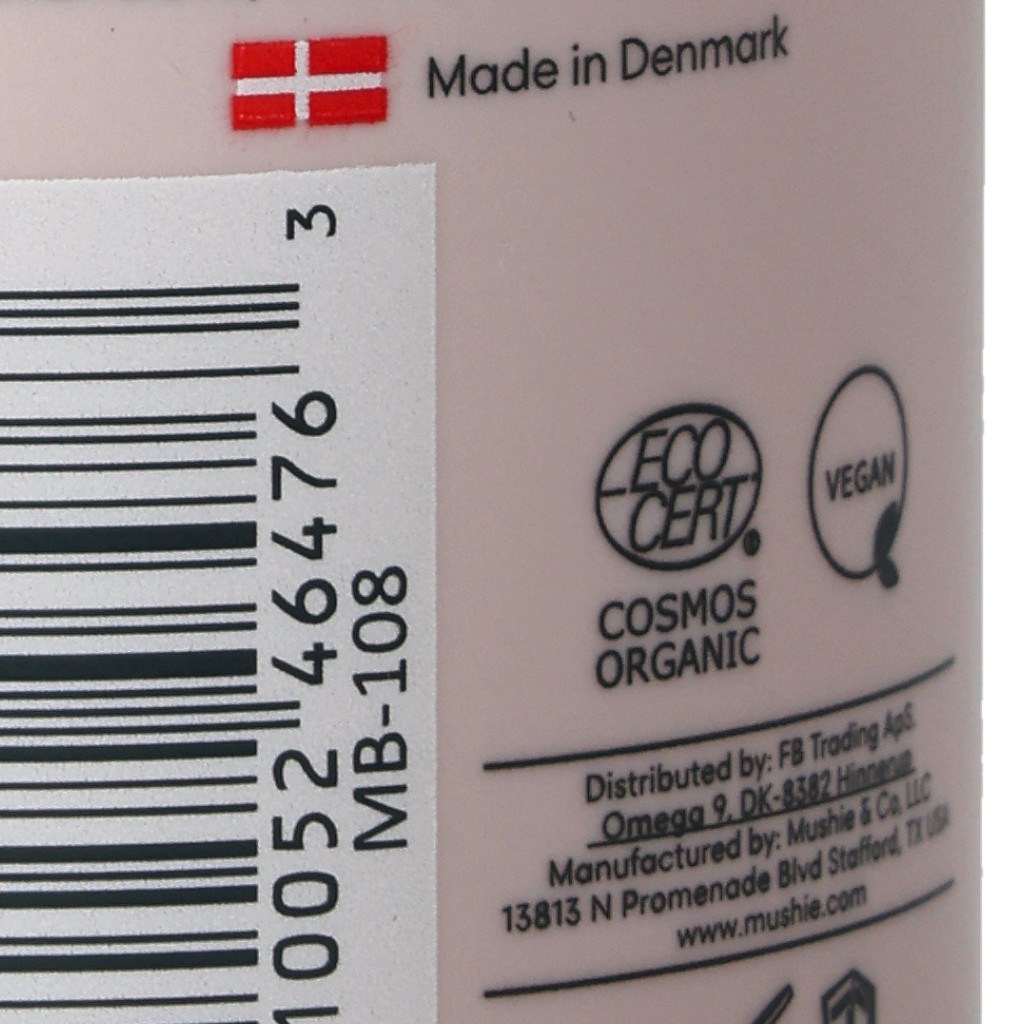 Made in Denmark
3
10052 46476
MB-108
ECO
CERT
®
COSMOS
ORGANIC
VEGAN
Distributed by: FB Trading ApS.
Omega 9, DK-8382 Hinnerup
Manufactured by: Mushie & Co, LLC
13813 N Promenade Blvd Stafford, TX USA
www.mushie.com